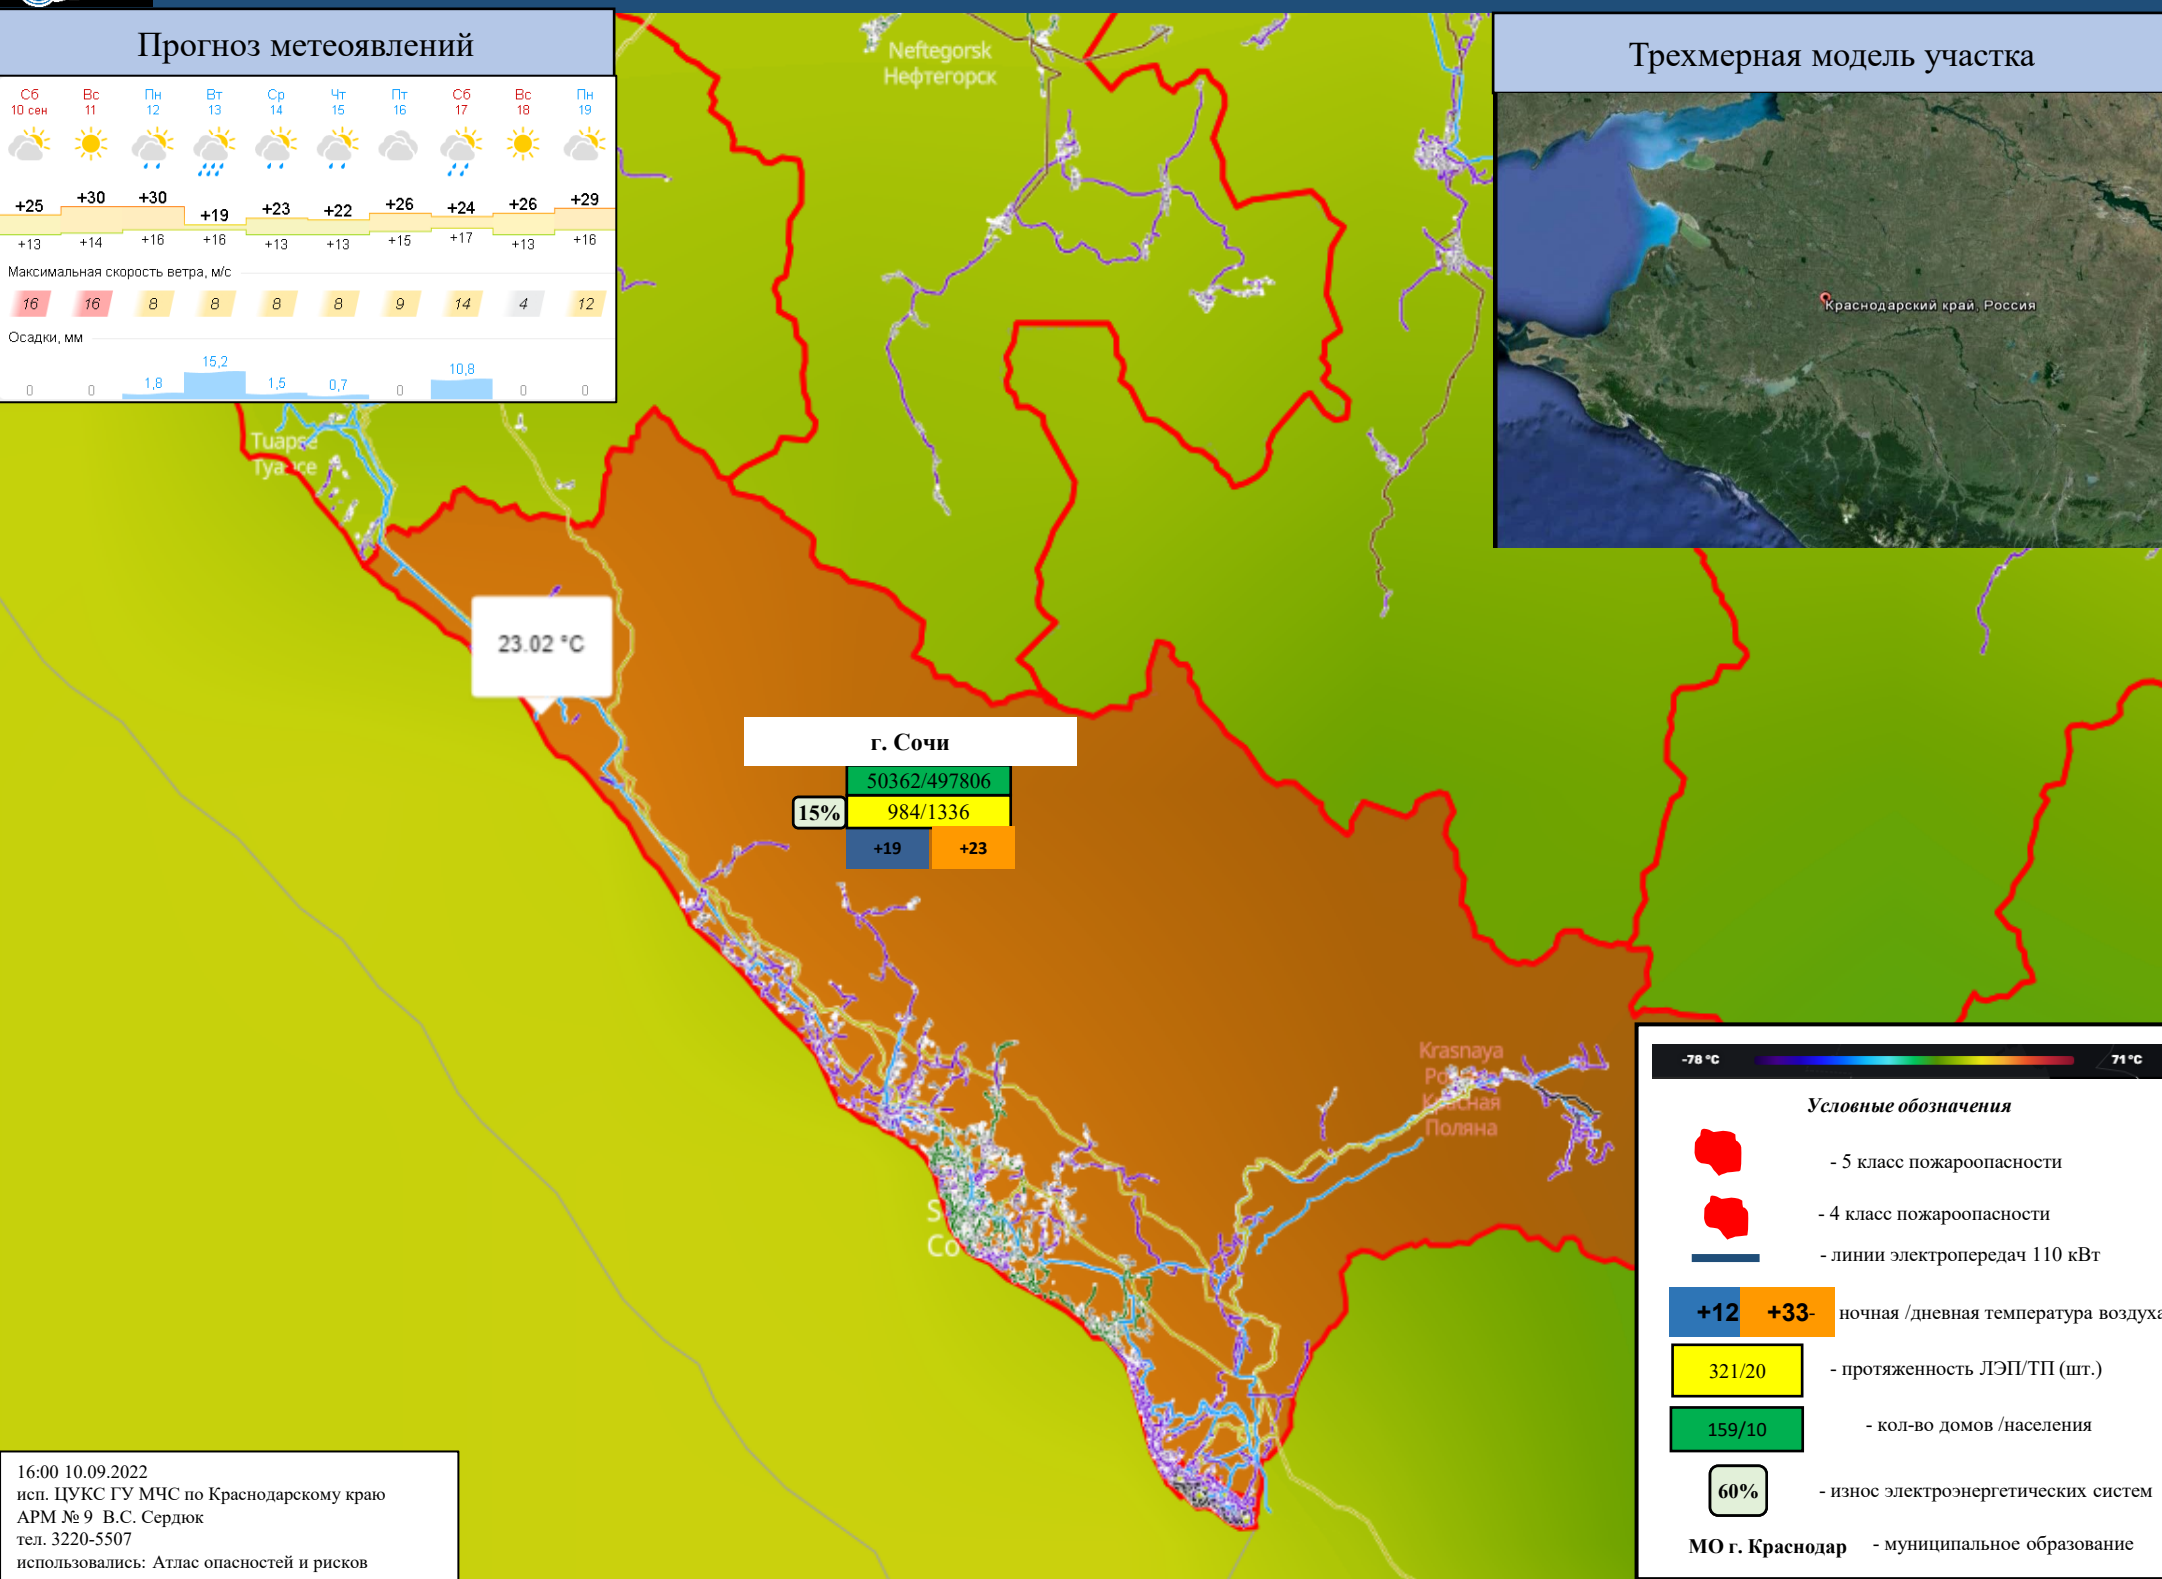 Прогноз метеоявлений
Сб Вс Пн Вт Ср Чт Пт Сб Вс Пн
10 сен 11 12 13 14 15 16 17 18 19
+25 +30 +30 +19 +23 +22 +26 +24 +26 +29
+13 +14 +16 +16 +13 +13 +15 +17 +13 +16
Максимальная скорость ветра, м/с
16 16 8 8 8 8 9 14 4 12
Осадки, мм
0 0 1,8 15,2 1,5 0,7 0 10,8 0 0
Neftegorsk
Нефтегорск
Трехмерная модель участка
Краснодарский край, Россия
Tuapse
23.02 °C
г. Сочи
50362/497806
15% 984/1336
+19 +23
Krasnaya
Красная
Поляна
-78 °C 71 °C
Условные обозначения
- 5 класс пожароопасности
- 4 класс пожароопасности
- линии электропередач 110 кВт
+12 +33- ночная /дневная температура воздуха
321/20 - протяженность ЛЭП/ТП (шт.)
159/10 - кол-во домов /населения
60% - износ электроэнергетических систем
МО г. Краснодар - муниципальное образование
16:00 10.09.2022
исп. ЦУКС ГУ МЧС по Краснодарскому краю
АРМ № 9 В.С. Сердюк
тел. 3220-5507
использовались: Атлас опасностей и рисков